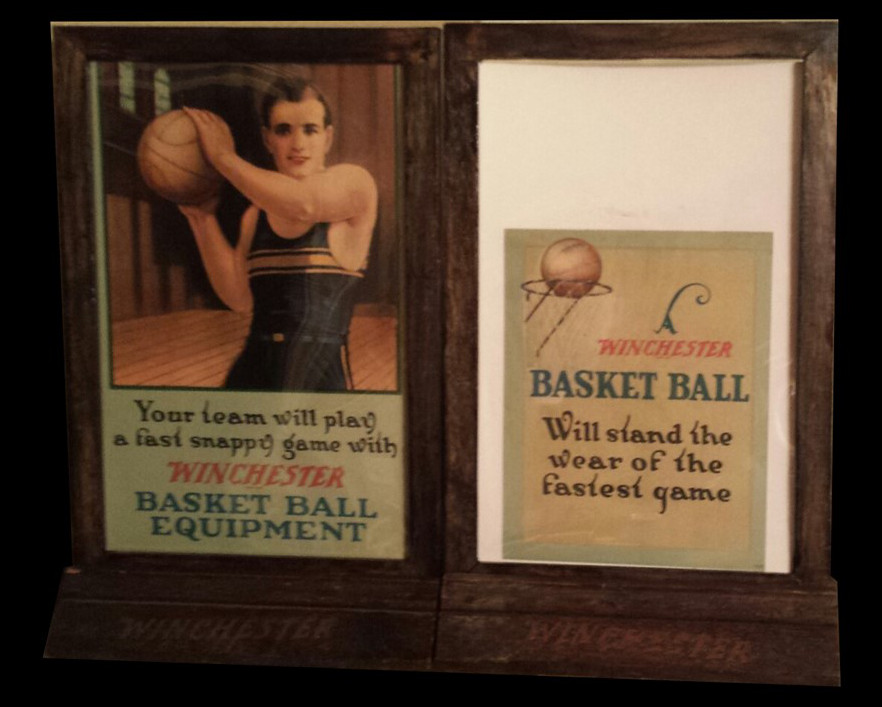 Your team will play
a fast snappy game with
WINCHESTER
BASKET BALL
EQUIPMENT
WINCHESTER
A
WINCHESTER
BASKET BALL
Will stand the
wear of the
fastest game
WINCHESTER